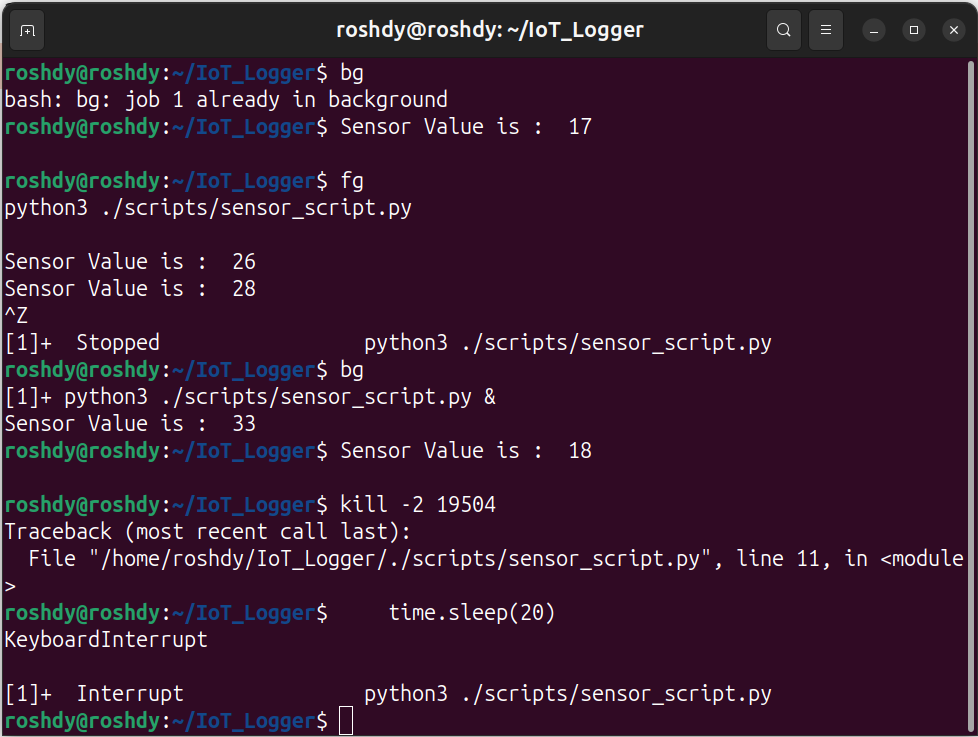 roshdy@roshdy: ~/IoT_Logger
roshdy@roshdy:~/IoT_Logger$ bg
bash: bg: job 1 already in background
roshdy@roshdy:~/IoT_Logger$ Sensor Value is :  17
roshdy@roshdy:~/IoT_Logger$ fg
python3 ./scripts/sensor_script.py
Sensor Value is :  26
Sensor Value is :  28
^Z
[1]+  Stopped                 python3 ./scripts/sensor_script.py
roshdy@roshdy:~/IoT_Logger$ bg
[1]+ python3 ./scripts/sensor_script.py &
Sensor Value is :  33
roshdy@roshdy:~/IoT_Logger$ Sensor Value is :  18
roshdy@roshdy:~/IoT_Logger$ kill -2 19504
Traceback (most recent call last):
  File "/home/roshdy/IoT_Logger/./scripts/sensor_script.py", line 11, in <module
>
roshdy@roshdy:~/IoT_Logger$     time.sleep(20)
KeyboardInterrupt
[1]+  Interrupt               python3 ./scripts/sensor_script.py
roshdy@roshdy:~/IoT_Logger$